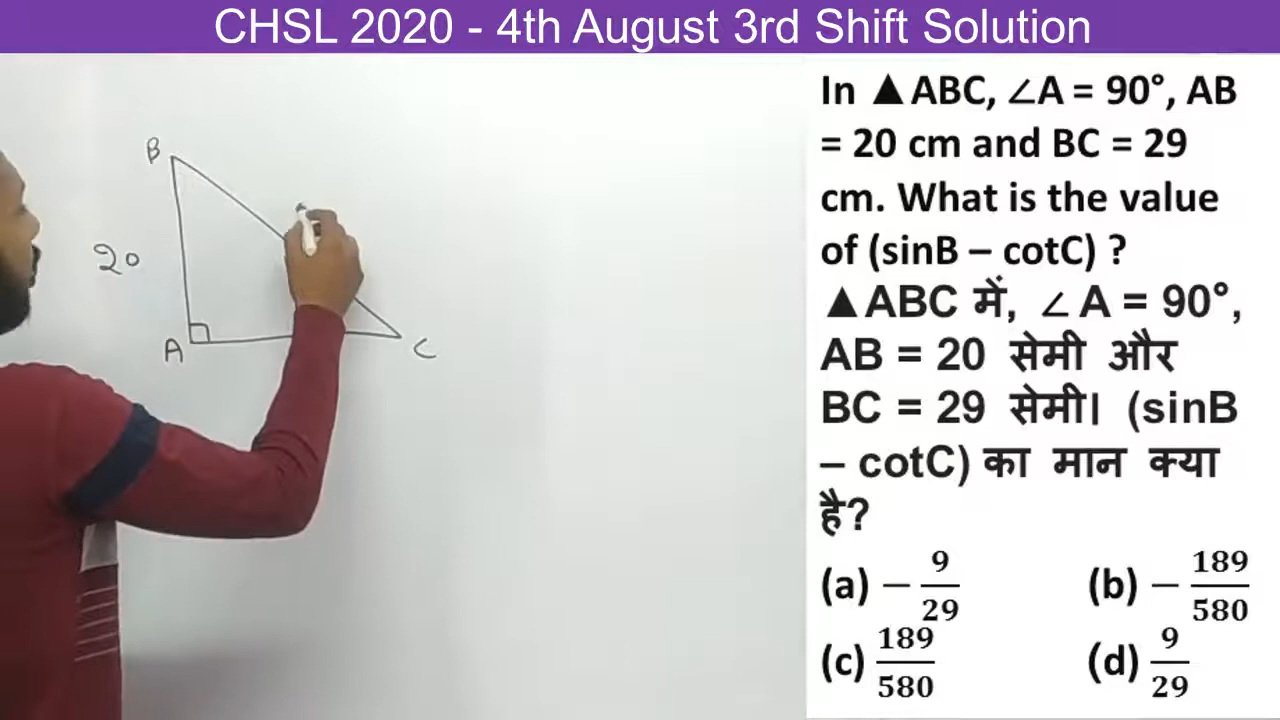 CHSL 2020 - 4th August 3rd Shift Solution
B
20
A
C
In ▲ABC, ∠A = 90°, AB
= 20 cm and BC = 29
cm. What is the value
of (sinB – cotC) ?
▲ABC में, ∠A = 90°,
AB = 20 सेमी और
BC = 29 सेमी। (sinB
– cotC) का मान क्या
है?
(a) −9/29 (b) −189/580
(c) 189/580 (d) 9/29